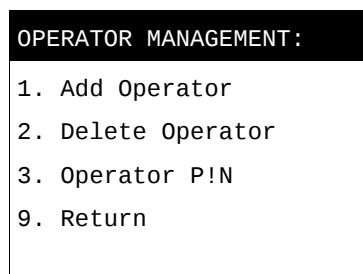 OPERATOR MANAGEMENT:
1. Add Operator
2. Delete Operator
3. Operator P!N
9. Return